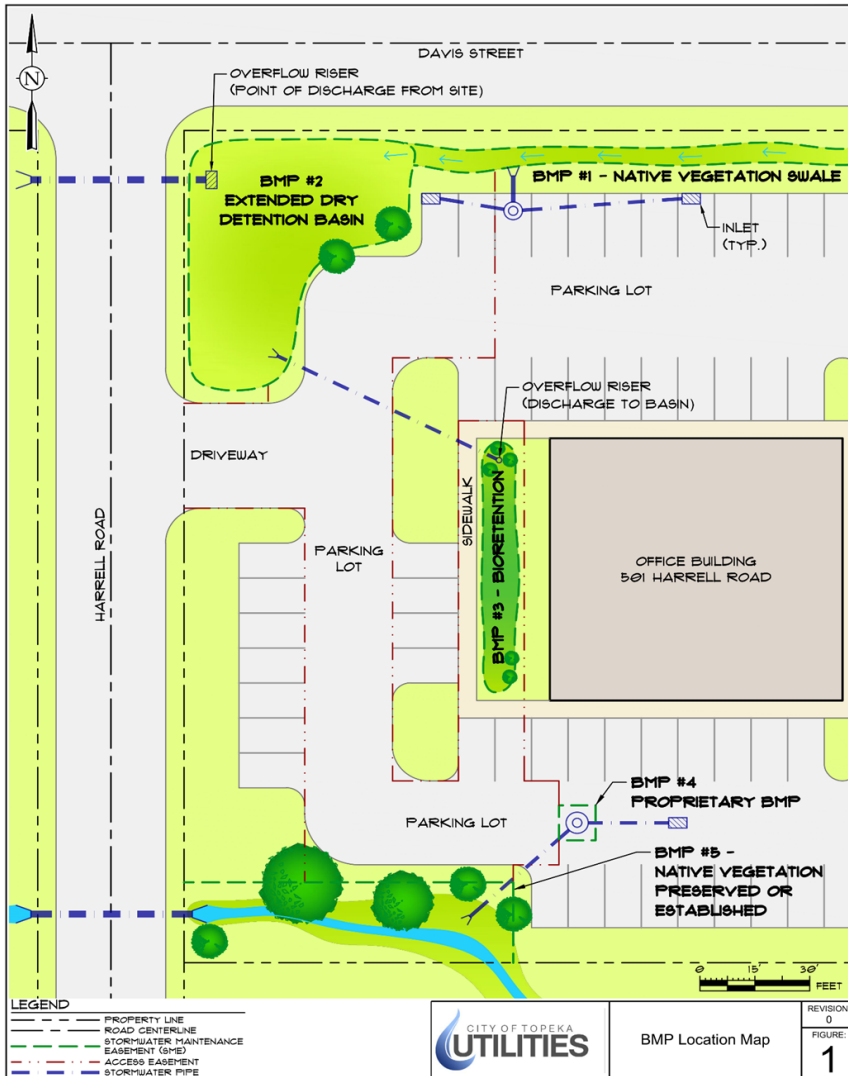 DAVIS STREET
N
OVERFLOW RISER
(POINT OF DISCHARGE FROM SITE)
BMP #2
EXTENDED DRY
DETENTION BASIN
BMP #1 - NATIVE VEGETATION SWALE
INLET
(TYP.)
PARKING LOT
OVERFLOW RISER
(DISCHARGE TO BASIN)
DRIVEWAY
SIDEWALK
BMP #3 - BIORETENTION
HARRELL ROAD
PARKING
LOT
OFFICE BUILDING
501 HARRELL ROAD
BMP #4
PROPRIETARY BMP
PARKING LOT
BMP #5 -
NATIVE VEGETATION
PRESERVED OR
ESTABLISHED
0 15' 30'
FEET
LEGEND
PROPERTY LINE
ROAD CENTERLINE
STORMWATER MAINTENANCE
EASEMENT (SME)
ACCESS EASEMENT
STORMWATER PIPE
CITY OF TOPEKA
UTILITIES
BMP Location Map
REVISION
0
FIGURE:
1